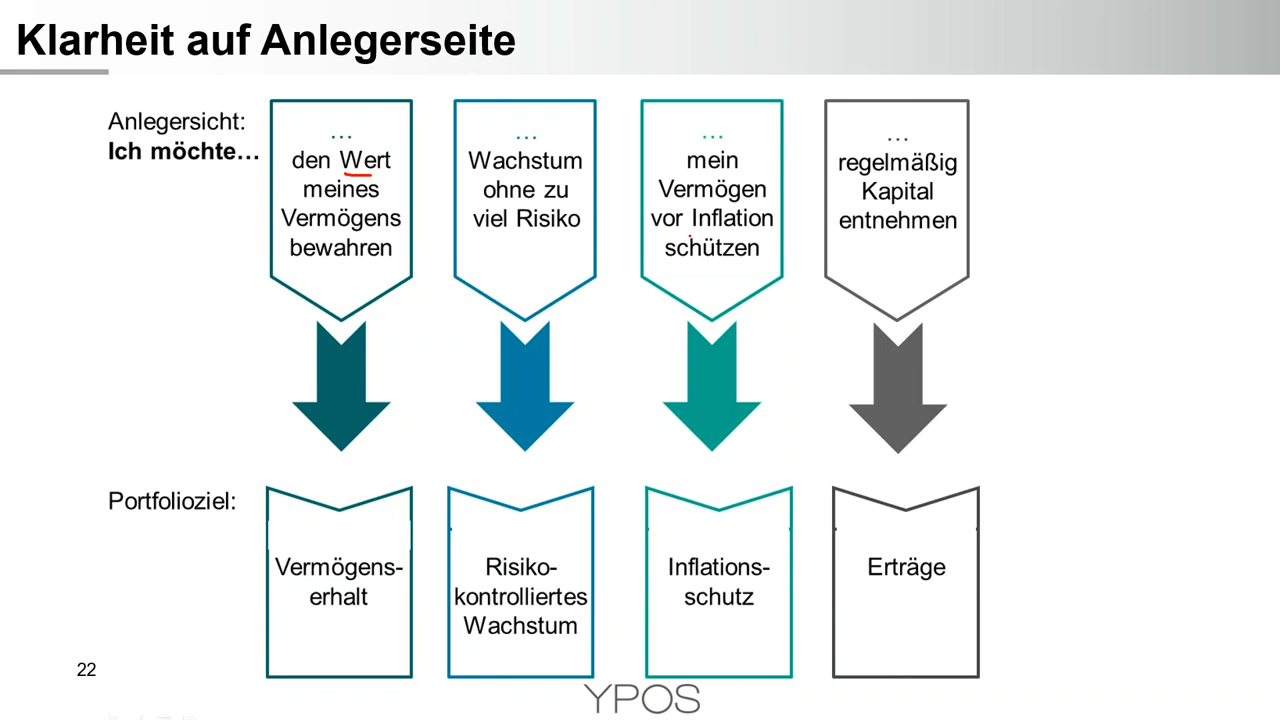 Klarheit auf Anlegerseite
Anlegersicht:
Ich möchte…
…
den Wert
meines
Vermögens
bewahren
…
Wachstum
ohne zu
viel Risiko
…
mein
Vermögen
vor Inflation
schützen
…
regelmäßig
Kapital
entnehmen
Portfolioziel:
Vermögens-
erhalt
Risiko-
kontrolliertes
Wachstum
Inflations-
schutz
Erträge
22
YPOS